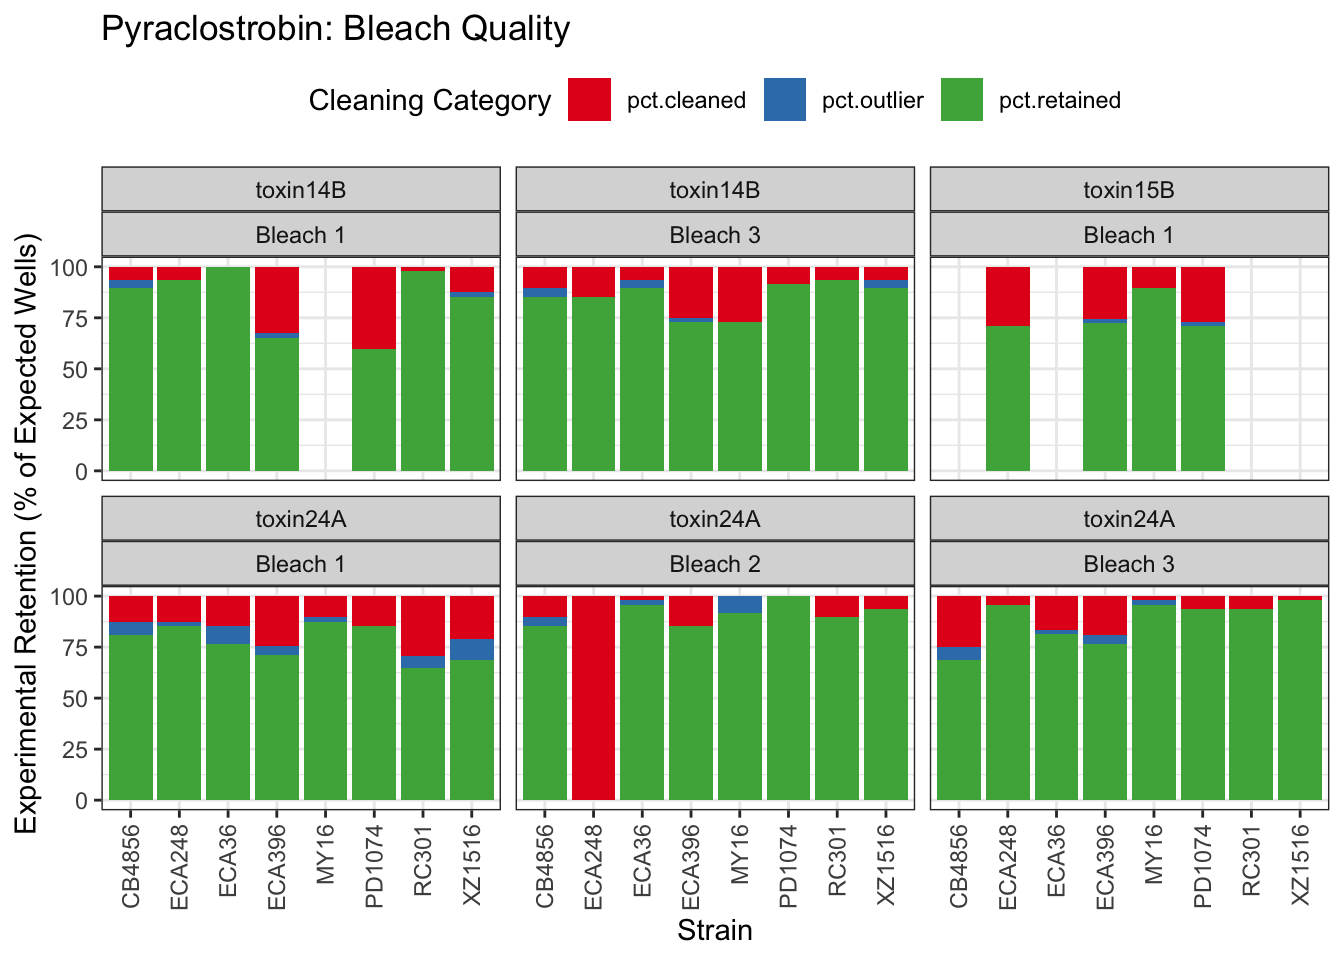 Pyraclostrobin: Bleach Quality
Cleaning Category pct.cleaned pct.outlier pct.retained
toxin14B toxin14B toxin15B
Bleach 1 Bleach 3 Bleach 1
100
75
50
25
0
toxin24A toxin24A toxin24A
Bleach 1 Bleach 2 Bleach 3
100
75
50
25
0
Experimental Retention (% of Expected Wells)
CB4856 ECA248 ECA36 ECA396 MY16 PD1074 RC301 XZ1516 CB4856 ECA248 ECA36 ECA396 MY16 PD1074 RC301 XZ1516 CB4856 ECA248 ECA36 ECA396 MY16 PD1074 RC301 XZ1516
Strain